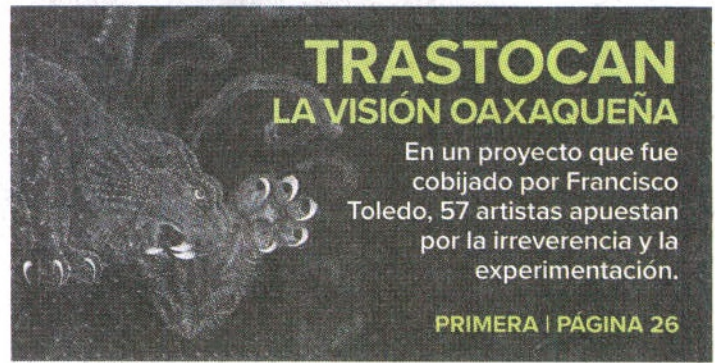 TRASTOCAN
LA VISIÓN OAXAQUEÑA
En un proyecto que fue
cobijado por Francisco
Toledo, 57 artistas apuestan
por la irreverencia y la
experimentación.
PRIMERA | PÁGINA 26